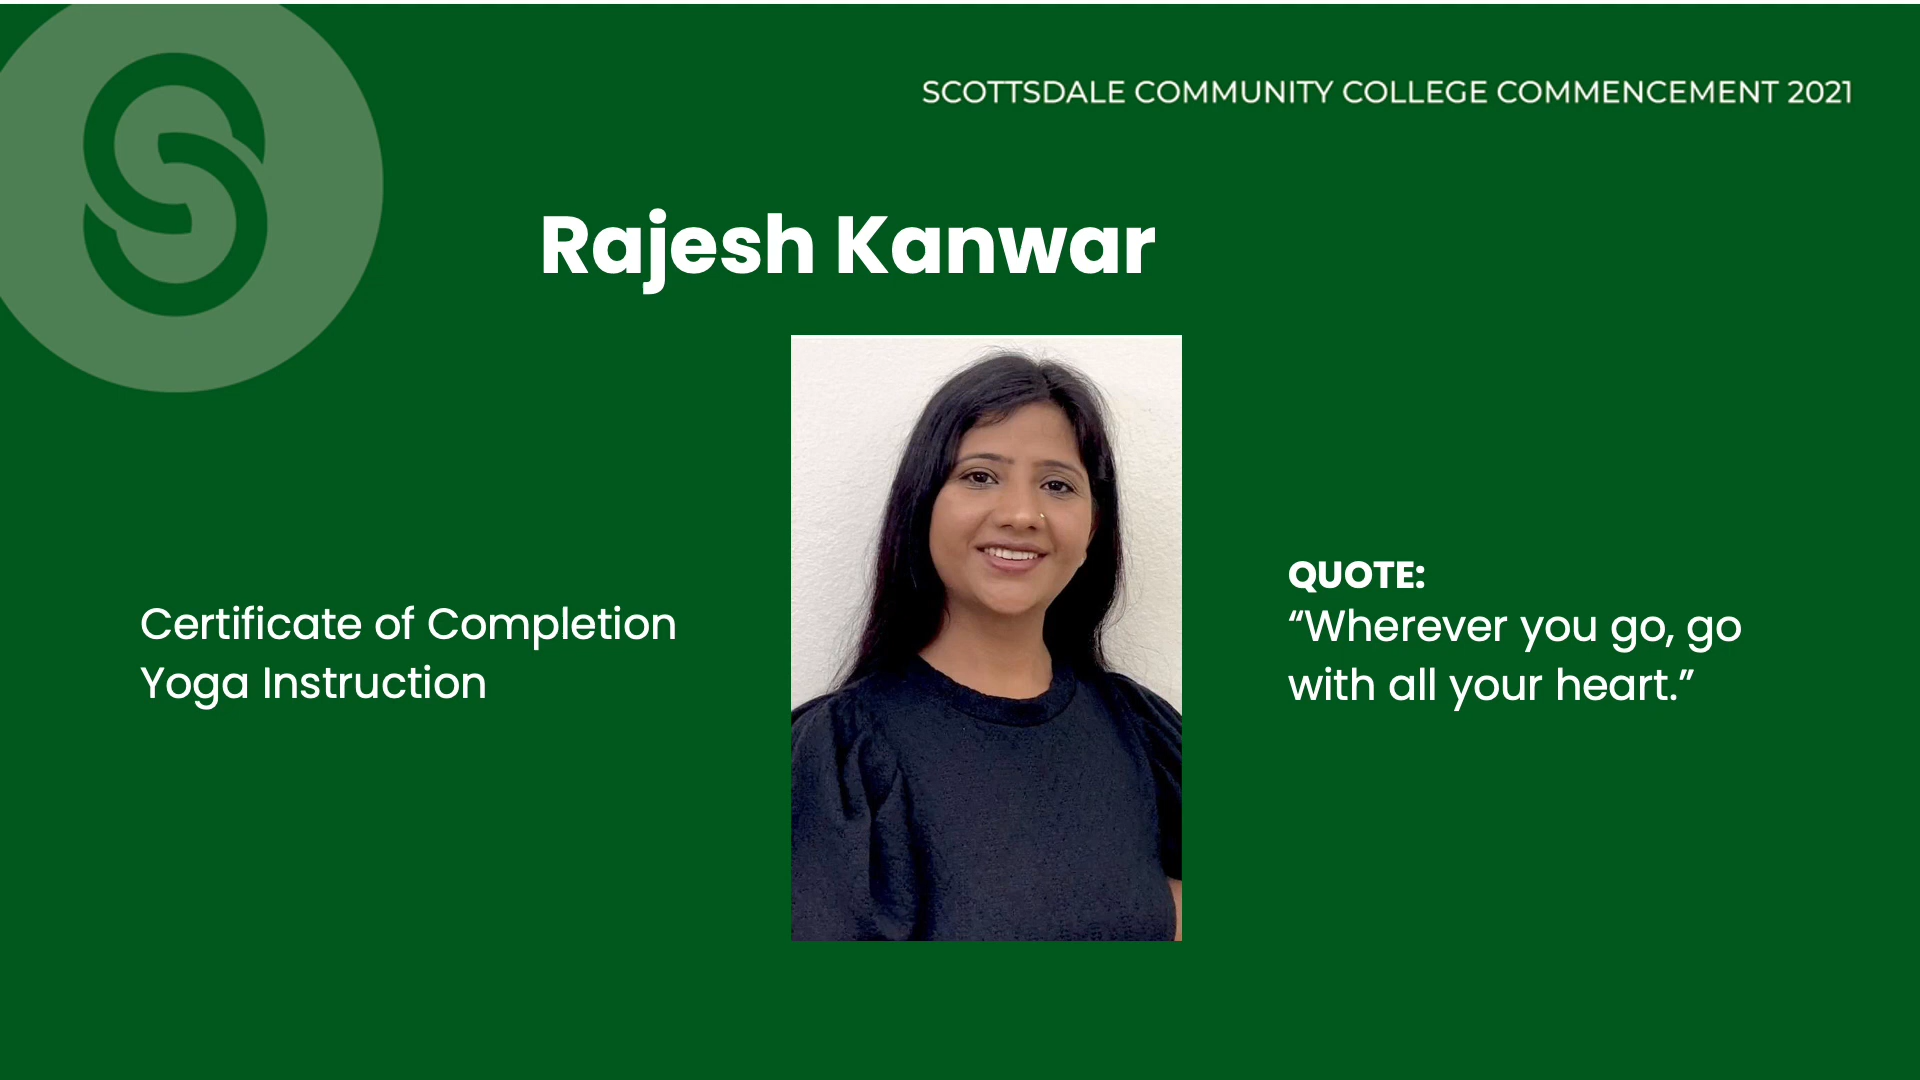 SCOTTSDALE COMMUNITY COLLEGE COMMENCEMENT 2021
Rajesh Kanwar
Certificate of Completion
Yoga Instruction
QUOTE:
“Wherever you go, go
with all your heart.”